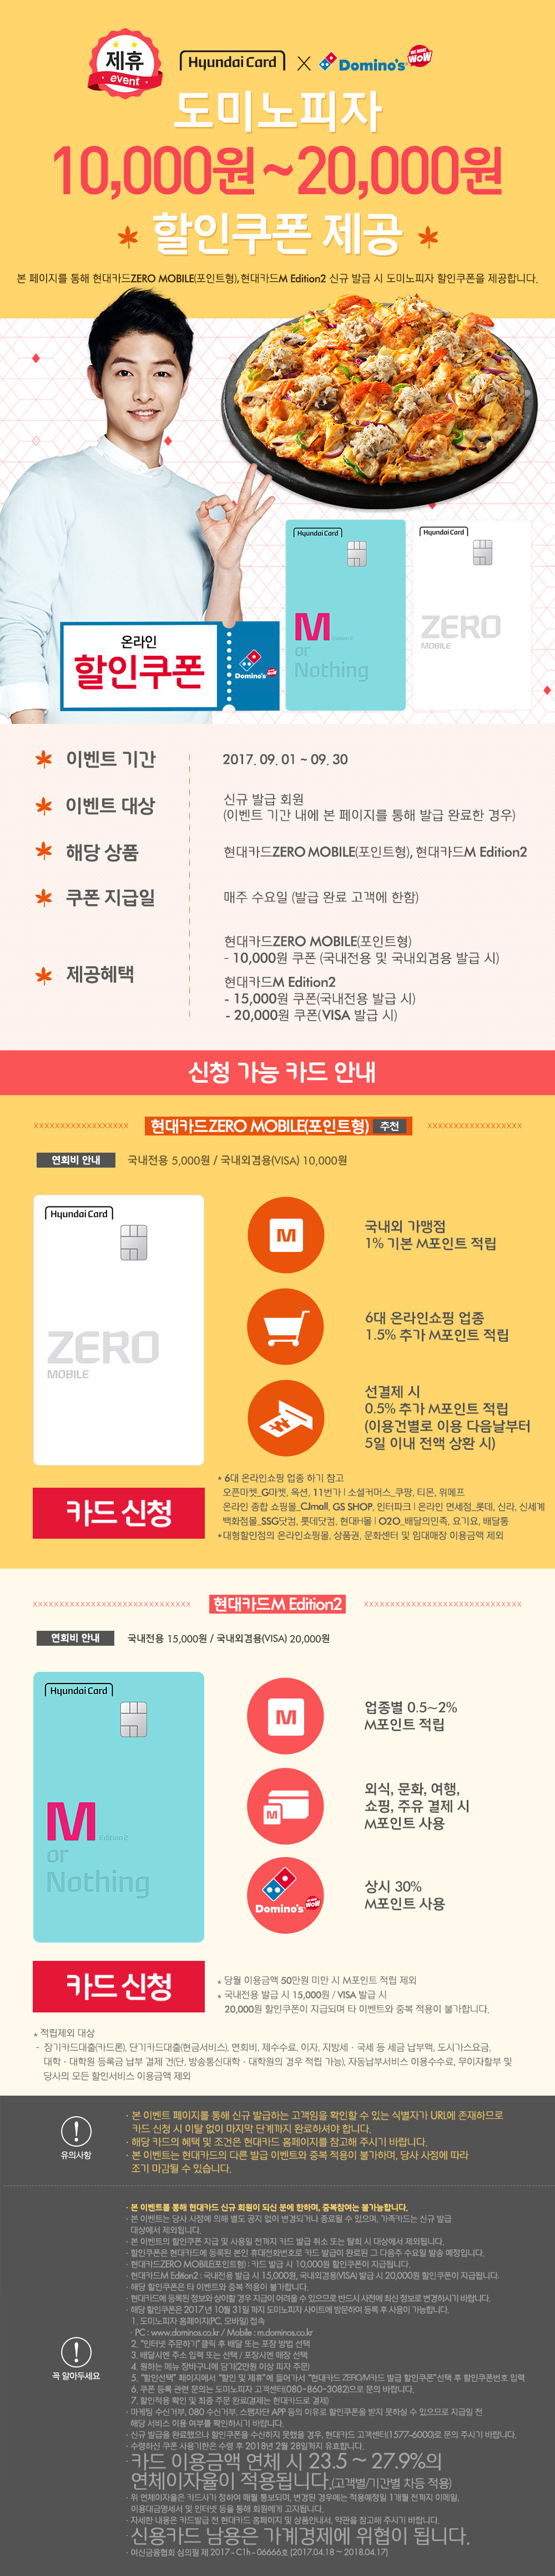 제휴
event
HyundaiCard X Domino's WOW
도미노피자
10,000원~20,000원
할인쿠폰 제공
본 페이지를 통해 현대카드ZERO MOBILE(포인트형), 현대카드M Edition2 신규 발급 시 도미노피자 할인쿠폰을 제공합니다.
HyundaiCard
M
Edition2
or
Nothing
HyundaiCard
ZERO
MOBILE
온라인
할인쿠폰
Domino's
이벤트 기간
2017. 09. 01 ~ 09. 30
이벤트 대상
신규 발급 회원
(이벤트 기간 내에 본 페이지를 통해 발급 완료한 경우)
해당 상품
현대카드ZERO MOBILE(포인트형), 현대카드M Edition2
쿠폰 지급일
매주 수요일 (발급 완료 고객에 한함)
제공혜택
현대카드ZERO MOBILE(포인트형)
- 10,000원 쿠폰 (국내전용 및 국내외겸용 발급 시)
현대카드M Edition2
- 15,000원 쿠폰(국내전용 발급 시)
- 20,000원 쿠폰(VISA 발급 시)
신청 가능 카드 안내
xxxxxxxxxxxxxxxxxx 현대카드ZERO MOBILE(포인트형) 추천 xxxxxxxxxxxxxxxxxx
연회비 안내 국내전용 5,000원 / 국내외겸용(VISA) 10,000원
HyundaiCard
ZERO
MOBILE
M
국내외 가맹점
1% 기본 M포인트 적립
6대 온라인쇼핑 업종
1.5% 추가 M포인트 적립
선결제 시
0.5% 추가 M포인트 적립
(이용건별로 이용 다음날부터
5일 이내 전액 상환 시)
카드 신청
* 6대 온라인쇼핑 업종 하기 참고
오픈마켓_G마켓, 옥션, 11번가 l 소셜커머스_쿠팡, 티몬, 위메프
온라인 종합 쇼핑몰_CJmall, GS SHOP, 인터파크 l 온라인 면세점_롯데, 신라, 신세계
백화점몰_SSG닷컴, 롯데닷컴, 현대H몰 l O2O_배달의민족, 요기요, 배달통
*대형할인점의 온라인쇼핑몰, 상품권, 문화센터 및 임대매장 이용금액 제외
xxxxxxxxxxxxxxxxxxxxxxxxxxxxxx 현대카드M Edition2 xxxxxxxxxxxxxxxxxxxxxxxxxxxxxx
연회비 안내 국내전용 15,000원 / 국내외겸용(VISA) 20,000원
HyundaiCard
M
Edition2
or
Nothing
M
업종별 0.5~2%
M포인트 적립
M
외식, 문화, 여행,
쇼핑, 주유 결제 시
M포인트 사용
Domino's WOW
상시 30%
M포인트 사용
카드 신청
* 당월 이용금액 50만원 미만 시 M포인트 적립 제외
* 국내전용 발급 시 15,000원 / VISA 발급 시
20,000원 할인쿠폰이 지급되며 타 이벤트와 중복 적용이 불가합니다.
* 적립제외 대상
- 장기카드대출(카드론), 단기카드대출(현금서비스), 연회비, 제수수료, 이자, 지방세 · 국세 등 세금 납부액, 도시가스요금,
대학 · 대학원 등록금 납부 결제 건(단, 방송통신대학 · 대학원의 경우 적립 가능), 자동납부서비스 이용수수료, 무이자할부 및
당사의 모든 할인서비스 이용금액 제외
유의사항
· 본 이벤트 페이지를 통해 신규 발급하는 고객임을 확인할 수 있는 식별자가 URL에 존재하므로
카드 신청 시 이탈 없이 마지막 단계까지 완료하셔야 합니다.
· 해당 카드의 혜택 및 조건은 현대카드 홈페이지를 참고해 주시기 바랍니다.
· 본 이벤트는 현대카드의 다른 발급 이벤트와 중복 적용이 불가하며, 당사 사정에 따라
조기 마감될 수 있습니다.
꼭 알아두세요
· 본 이벤트를 통해 현대카드 신규 회원이 되신 분에 한하며, 중복참여는 불가능합니다.
· 본 이벤트는 당사 사정에 의해 별도 공지 없이 변경되거나 종료될 수 있으며, 가족카드는 신규 발급
대상에서 제외됩니다.
· 본 이벤트의 할인쿠폰 지급 및 사용일 전까지 카드 발급 취소 또는 탈회 시 대상에서 제외됩니다.
· 할인쿠폰은 현대카드에 등록된 본인 휴대전화번호로 카드 발급이 완료된 그 다음주 수요일 발송 예정입니다.
· 현대카드ZERO MOBILE(포인트형) : 카드 발급 시 10,000원 할인쿠폰이 지급됩니다.
· 현대카드M Edition2 : 국내전용 발급 시 15,000원, 국내외겸용(VISA) 발급 시 20,000원 할인쿠폰이 지급됩니다.
· 해당 할인쿠폰은 타 이벤트와 중복 적용이 불가합니다.
· 현대카드에 등록된 정보와 상이할 경우 지급이 어려울 수 있으므로 반드시 사전에 최신 정보로 변경하시기 바랍니다.
· 해당 할인쿠폰은 2017년 10월 31일 까지 도미노피자 사이트에 방문하여 등록 후 사용이 가능합니다.
1. 도미노피자 홈페이지(PC, 모바일) 접속
· PC : www.dominos.co.kr / Mobile : m.dominos.co.kr
2. "인터넷 주문하기"클릭 후 배달 또는 포장 방법 선택
3. 배달시엔 주소 입력 또는 선택 / 포장시엔 매장 선택
4. 원하는 메뉴 장바구니에 담기(2만원 이상 피자 주문)
5. "할인선택" 페이지에서 "할인 및 제휴"에 들어가서 "현대카드 ZERO/M카드 발급 할인쿠폰"선택 후 할인쿠폰번호 입력
6. 쿠폰 등록 관련 문의는 도미노피자 고객센터(080-860-3082)으로 문의 바랍니다.
7. 할인적용 확인 및 최종 주문 완료(결제는 현대카드로 결제)
· 마케팅 수신거부, 080 수신거부, 스팸차단 APP 등의 이유로 할인쿠폰을 받지 못하실 수 있으므로 지급일 전
해당 서비스 이용 여부를 확인하시기 바랍니다.
· 신규 발급을 완료했으나 할인쿠폰을 수신하지 못했을 경우, 현대카드 고객센터(1577-6000)로 문의 주시기 바랍니다.
· 수령하신 쿠폰 사용기한은 수령 후 2018년 2월 28일까지 유효합니다.
· 카드 이용금액 연체 시 23.5 ~ 27.9%의
연체이자율이 적용됩니다.(고객별/기간별 차등 적용)
· 위 연체이자율은 카드사가 정하여 매월 통보되며, 변경된 경우에는 적용예정일 1개월 전까지 이메일,
이용대금명세서 및 인터넷 등을 통해 회원에게 고지됩니다.
· 자세한 내용은 카드발급 전 현대카드 홈페이지 및 상품안내서, 약관을 참고해 주시기 바랍니다.
· 신용카드 남용은 가계경제에 위협이 됩니다.
· 여신금융협회 심의필 제 2017 - C1h - 06666호 (2017.04.18 ~ 2018.04.17)